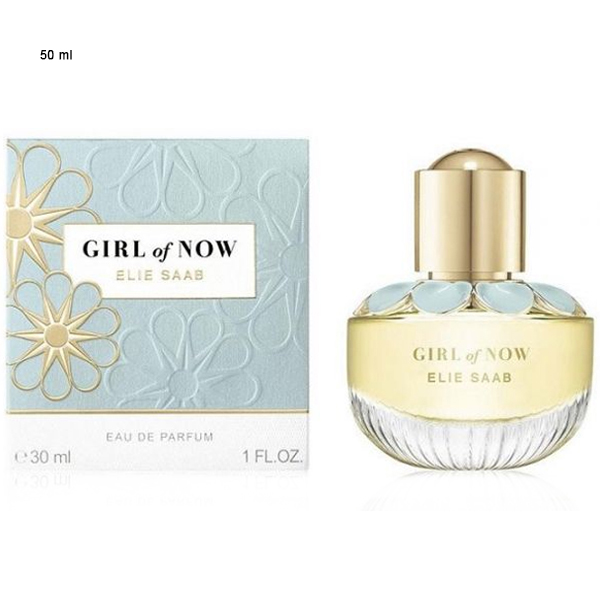 50 ml
GIRL of NOW
ELIE SAAB
EAU DE PARFUM
℮30 ml 1 FL.OZ.
GIRL of NOW
ELIE SAAB